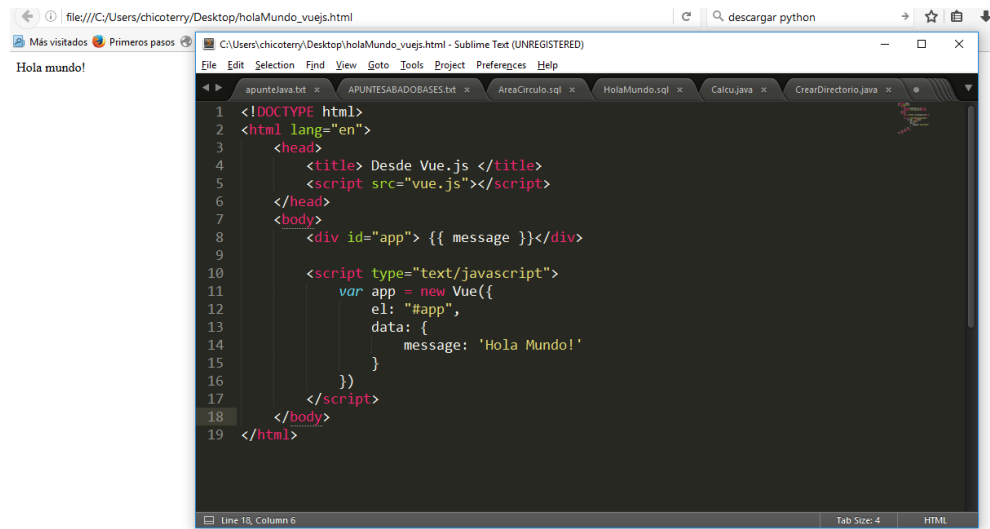 file:///C:/Users/chicoterry/Desktop/holaMundo_vuejs.html
descargar python
Más visitados Primeros pasos
Hola mundo!
C:\Users\chicoterry\Desktop\holaMundo_vuejs.html - Sublime Text (UNREGISTERED)
File Edit Selection Find View Goto Tools Project Preferences Help
apunteJava.txt × APUNTESABADOBASES.txt × AreaCirculo.sql × HolaMundo.sql × Calcu.java × CrearDirectorio.java ×
1 <!DOCTYPE html>
2 <html lang="en">
3 <head>
4 <title> Desde Vue.js </title>
5 <script src="vue.js"></script>
6 </head>
7 <body>
8 <div id="app"> {{ message }}</div>
9
10 <script type="text/javascript">
11 var app = new Vue({
12 el: "#app",
13 data: {
14 message: 'Hola Mundo!'
15 }
16 })
17 </script>
18 </body>
19 </html>
Line 18, Column 6 Tab Size: 4 HTML